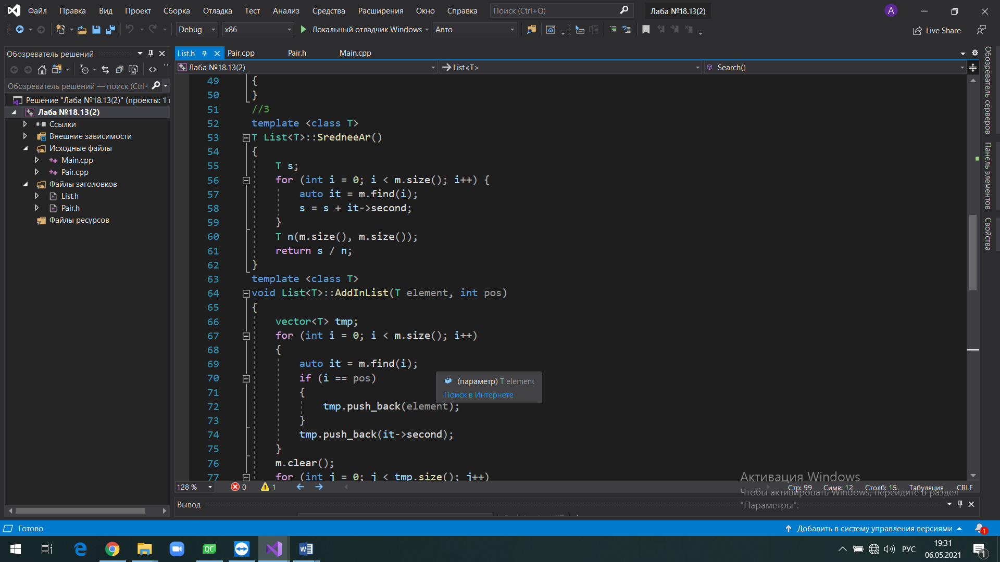 Файл Правка Вид Проект Сборка Отладка Тест Анализ Средства Расширения Окно Справка Поиск (Ctrl+Q) Лаба №18.13(2) A
Debug x86 Локальный отладчик Windows Авто Live Share
Обозреватель решений
Обозреватель решений — поиск (Ctrl+
Решение "Лаба №18.13(2)" (проекты: 1
Лаба №18.13(2)
Ссылки
Внешние зависимости
Исходные файлы
Main.cpp
Pair.cpp
Файлы заголовков
List.h
Pair.h
Файлы ресурсов
List.h Pair.cpp Pair.h Main.cpp
Лаба №18.13(2) List<T> Search()
49 {
50 }
51 //3
52 template <class T>
53 T List<T>::SredneeAr()
54 {
55 T s;
56 for (int i = 0; i < m.size(); i++) {
57 auto it = m.find(i);
58 s = s + it->second;
59 }
60 T n(m.size(), m.size());
61 return s / n;
62 }
63 template <class T>
64 void List<T>::AddInList(T element, int pos)
65 {
66 vector<T> tmp;
67 for (int i = 0; i < m.size(); i++)
68 {
69 auto it = m.find(i);
70 if (i == pos)
71 {
72 tmp.push_back(element);
73 }
74 tmp.push_back(it->second);
75 }
76 m.clear();
77 for (int j = 0; j < tmp.size(); j++)
(параметр) T element
Поиск в Интернете
Обозреватель серверов
Панель элементов
Свойства
128 % 0 1 Стр: 99 Симв: 12 Столб: 15 Табуляция CRLF
Активация Windows
Чтобы активировать Windows, перейдите в раздел
"Параметры".
Вывод
Готово Добавить в систему управления версиями 1
QC W РУС 19:31
06.05.2021 1